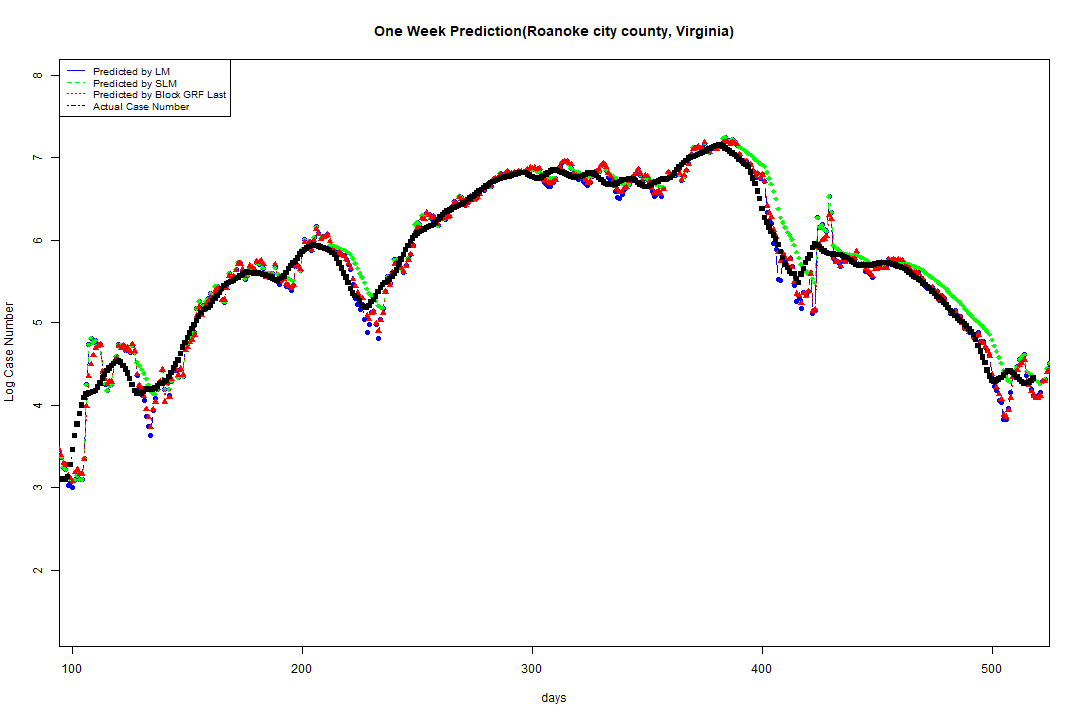 One Week Prediction(Roanoke city county, Virginia)
Predicted by LM
Predicted by SLM
Predicted by Block GRF Last
Actual Case Number
8
7
6
5
4
3
2
Log Case Number
100 200 300 400 500
days